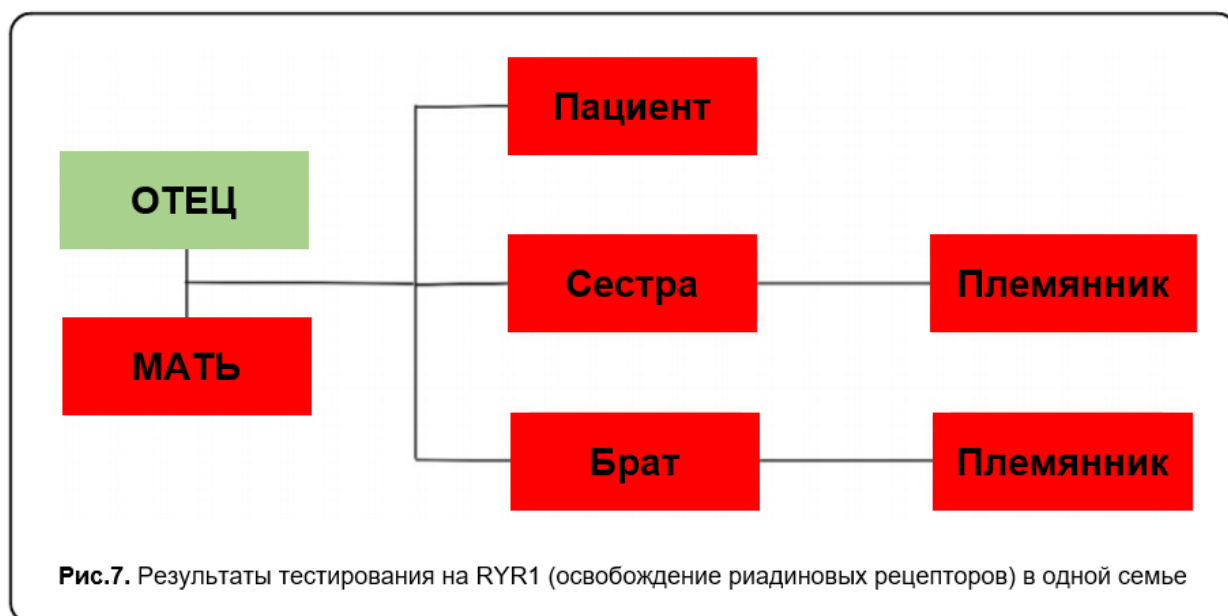 Пациент
ОТЕЦ
Сестра
Племянник
МАТЬ
Брат
Племянник
Рис.7. Результаты тестирования на RYR1 (освобождение риадиновых рецепторов) в одной семье